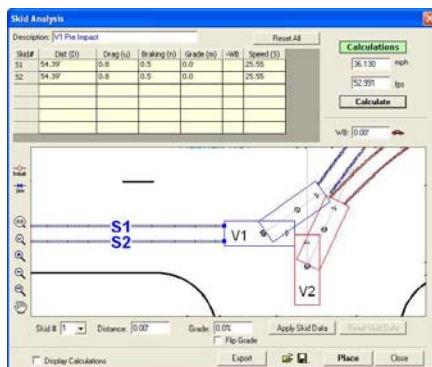 Skid Analysis
Description: V1 Pre Impact
Reset All
Calculations
36.130 mph
52.991 fps
Calculate
WB: 0.00'
Skid# Dist (D) Drag (u) Braking (n) Grade (m) +WB Speed (S)
S1 54.39' 0.8 0.5 0.0 25.55
S2 54.39' 0.8 0.5 0.0 25.55
S1
S2
V1
V2
Skid #: 1 Distance: 0.00' Grade: 0.0% Apply Skid Data Reset Skid Data
Flip Grade
Display Calculations Export Place Close